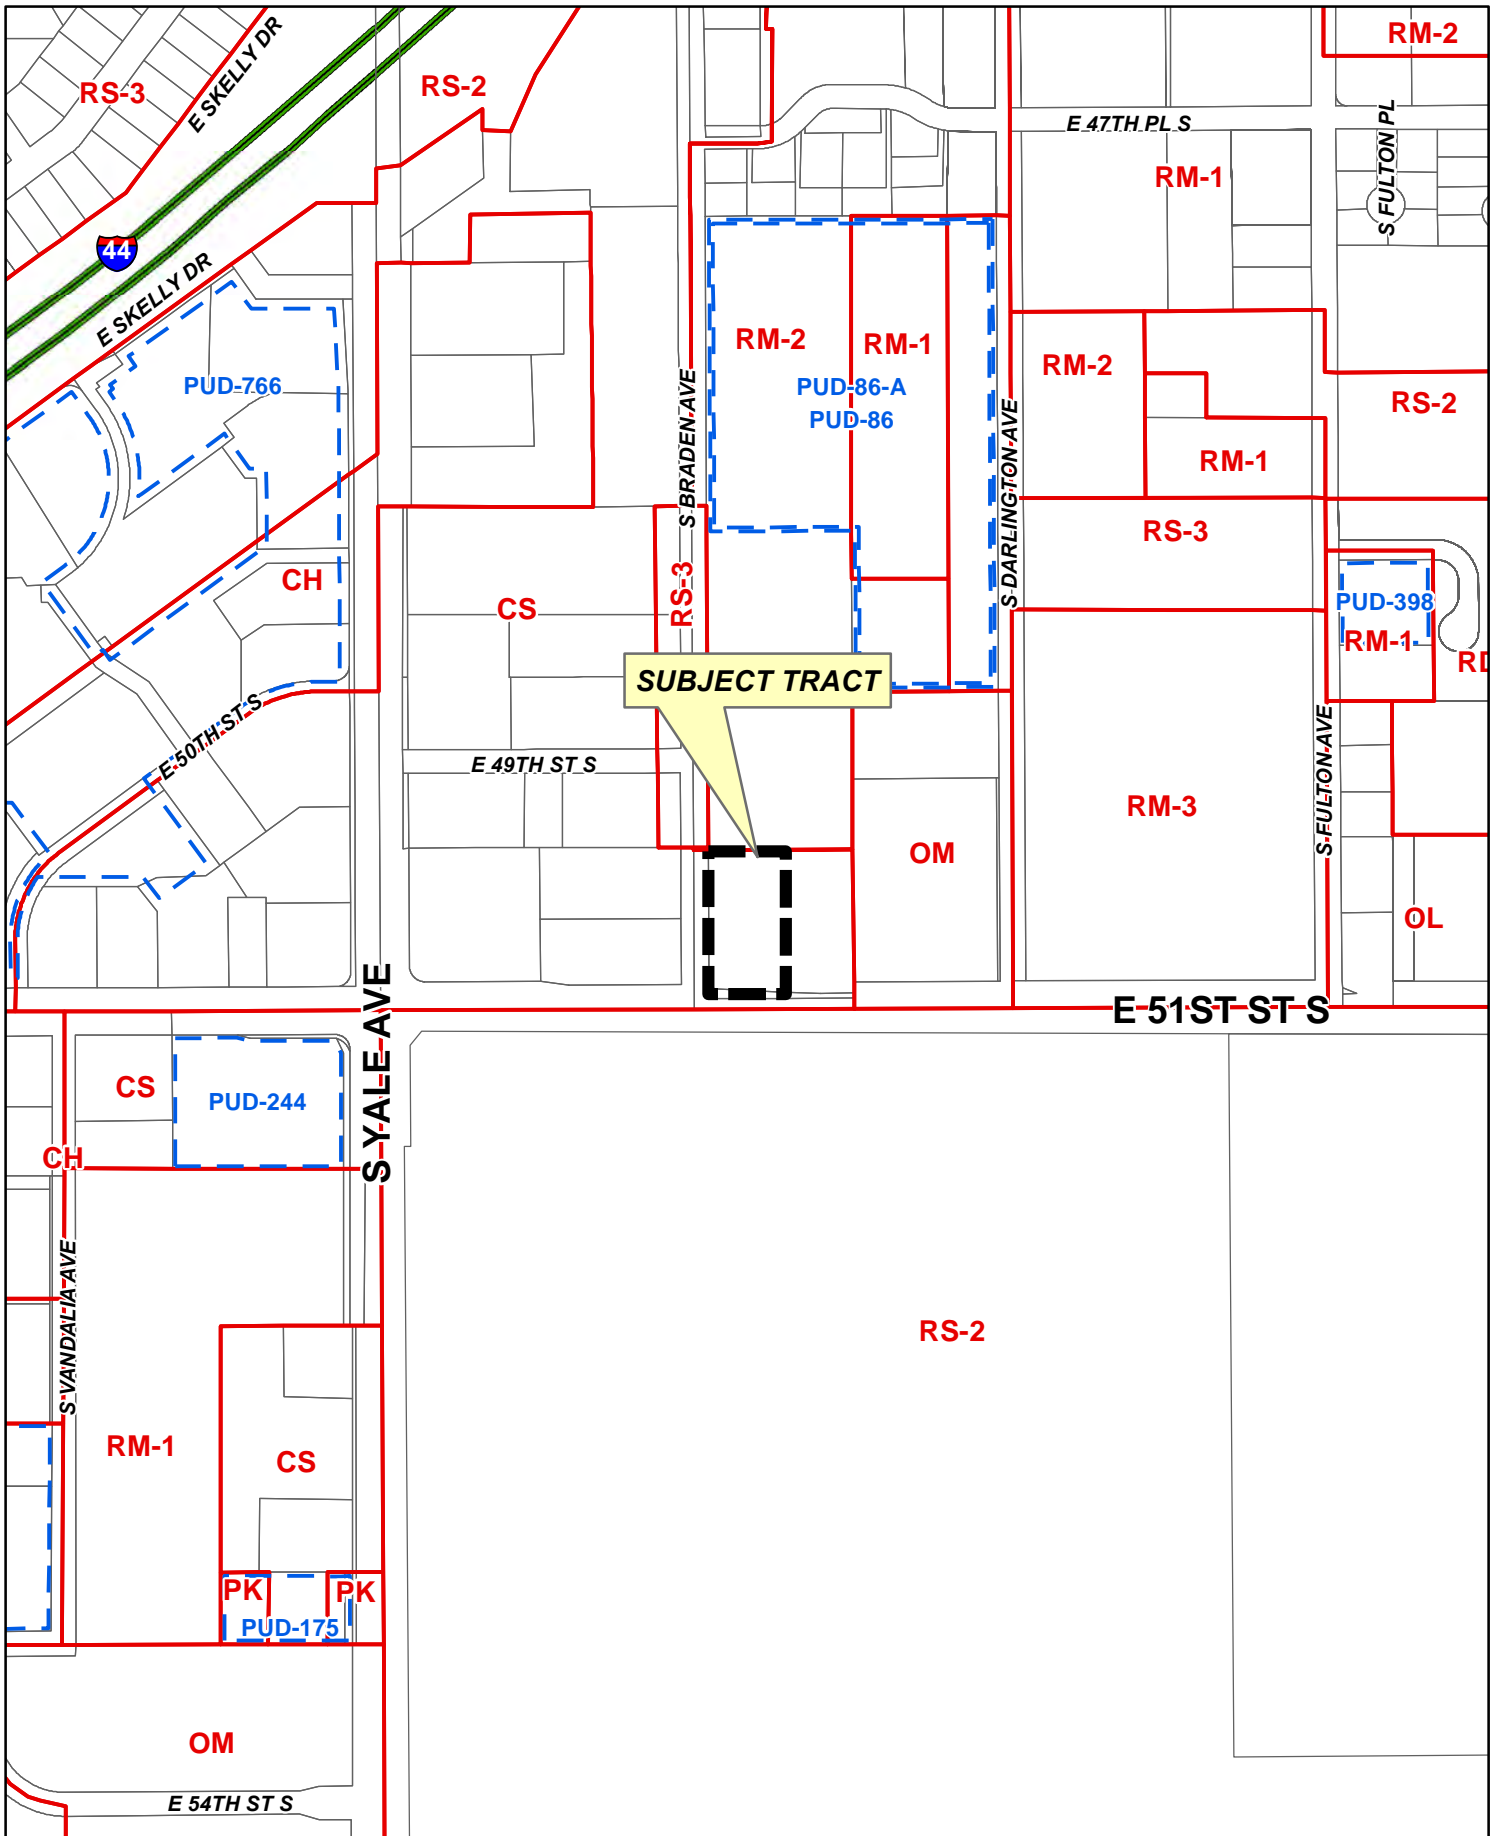 RM-2
E SKELLY DR
RS-3
RS-2
E 47TH PL S
S FULTON PL
RM-1
44
E SKELLY DR
RM-2
RM-1
RM-2
PUD-766
PUD-86-A
PUD-86
RS-2
S BRADEN AVE
S DARLINGTON AVE
RM-1
RS-3
CH
RS-3
CS
PUD-398
RM-1
SUBJECT TRACT
E 50TH ST S
E 49TH ST S
S FULTON AVE
RM-3
OM
OL
S YALE AVE
E 51ST ST S
CS
PUD-244
CH
S VANDALIA AVE
RS-2
RM-1
CS
PK
PK
PUD-175
OM
E 54TH ST S